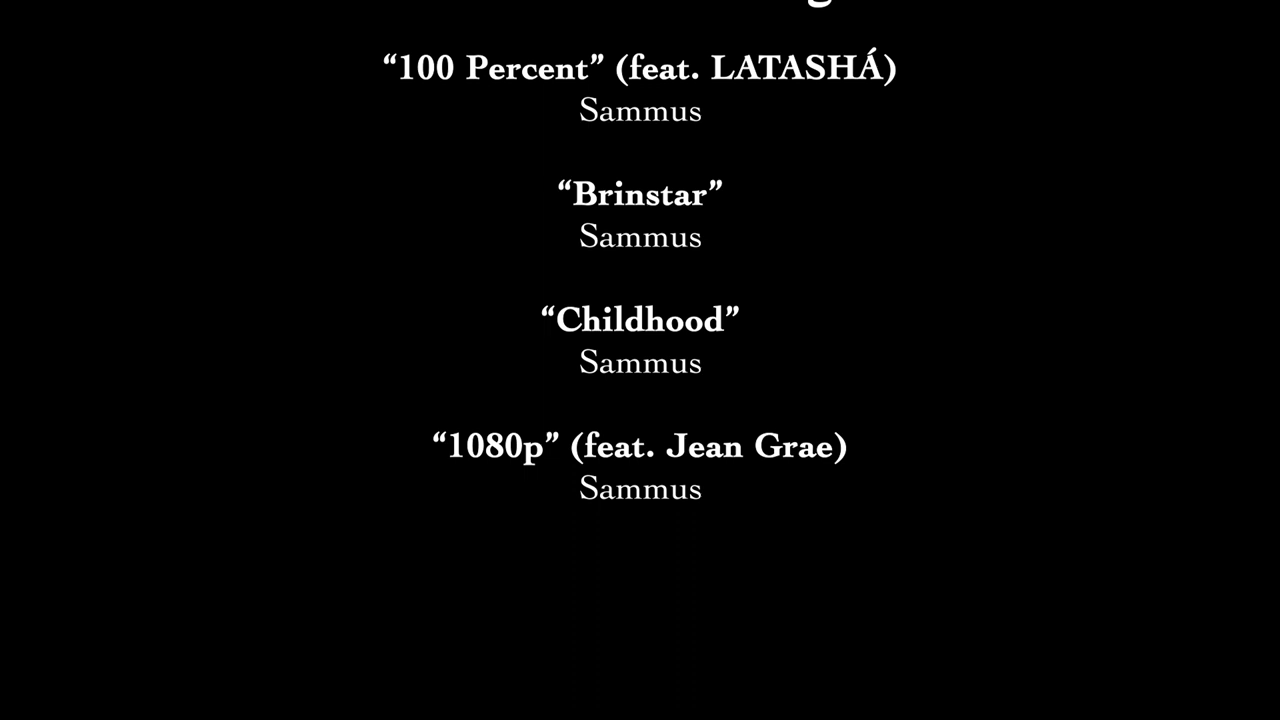 “100 Percent” (feat. LATASHÁ)
Sammus
“Brinstar”
Sammus
“Childhood”
Sammus
“1080p” (feat. Jean Grae)
Sammus